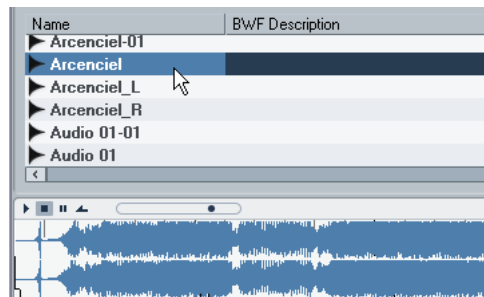 Name BWF Description
Arcenciel-01
Arcenciel
Arcenciel_L
Arcenciel_R
Audio 01-01
Audio 01